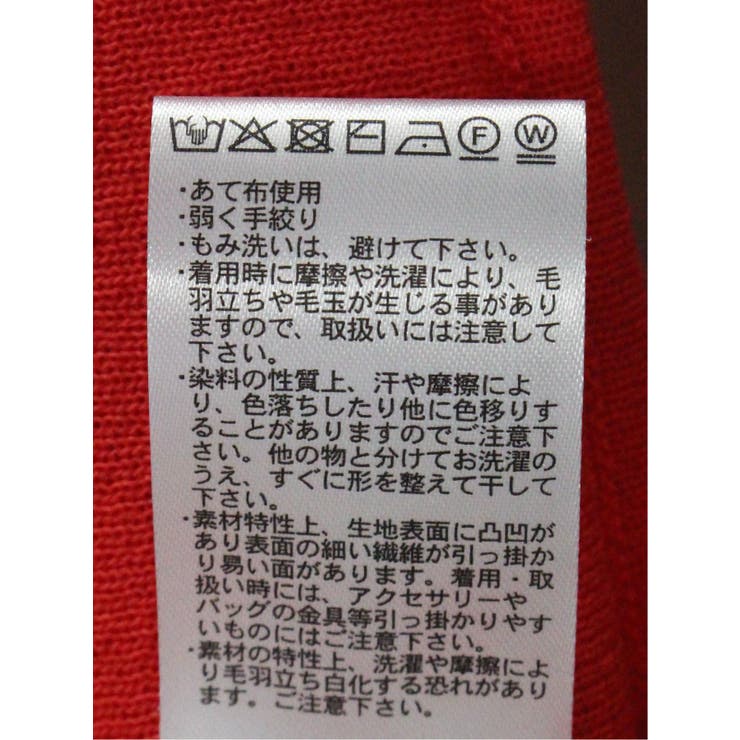 F W
・あて布使用
・弱く手絞り
・もみ洗いは、避けて下さい。
・着用時に摩擦や洗濯により、毛
羽立ちや毛玉が生じる事があり
ますので、取扱いには注意して
下さい。
・染料の性質上、汗や摩擦によ
り、色落ちしたり他に色移りす
ることがありますのでご注意下
さい。他の物と分けてお洗濯の
うえ、すぐに形を整えて干して
下さい。
・素材特性上、生地表面に凸凹が
あり表面の細い繊維が引っ掛か
り易い面があります。着用・取
扱い時には、アクセサリーや
バッグの金具等引っ掛かりやす
いものにはご注意下さい。
・素材の特性上、洗濯や摩擦によ
り毛羽立ち白化する恐れがあり
ます。ご注意下さい。